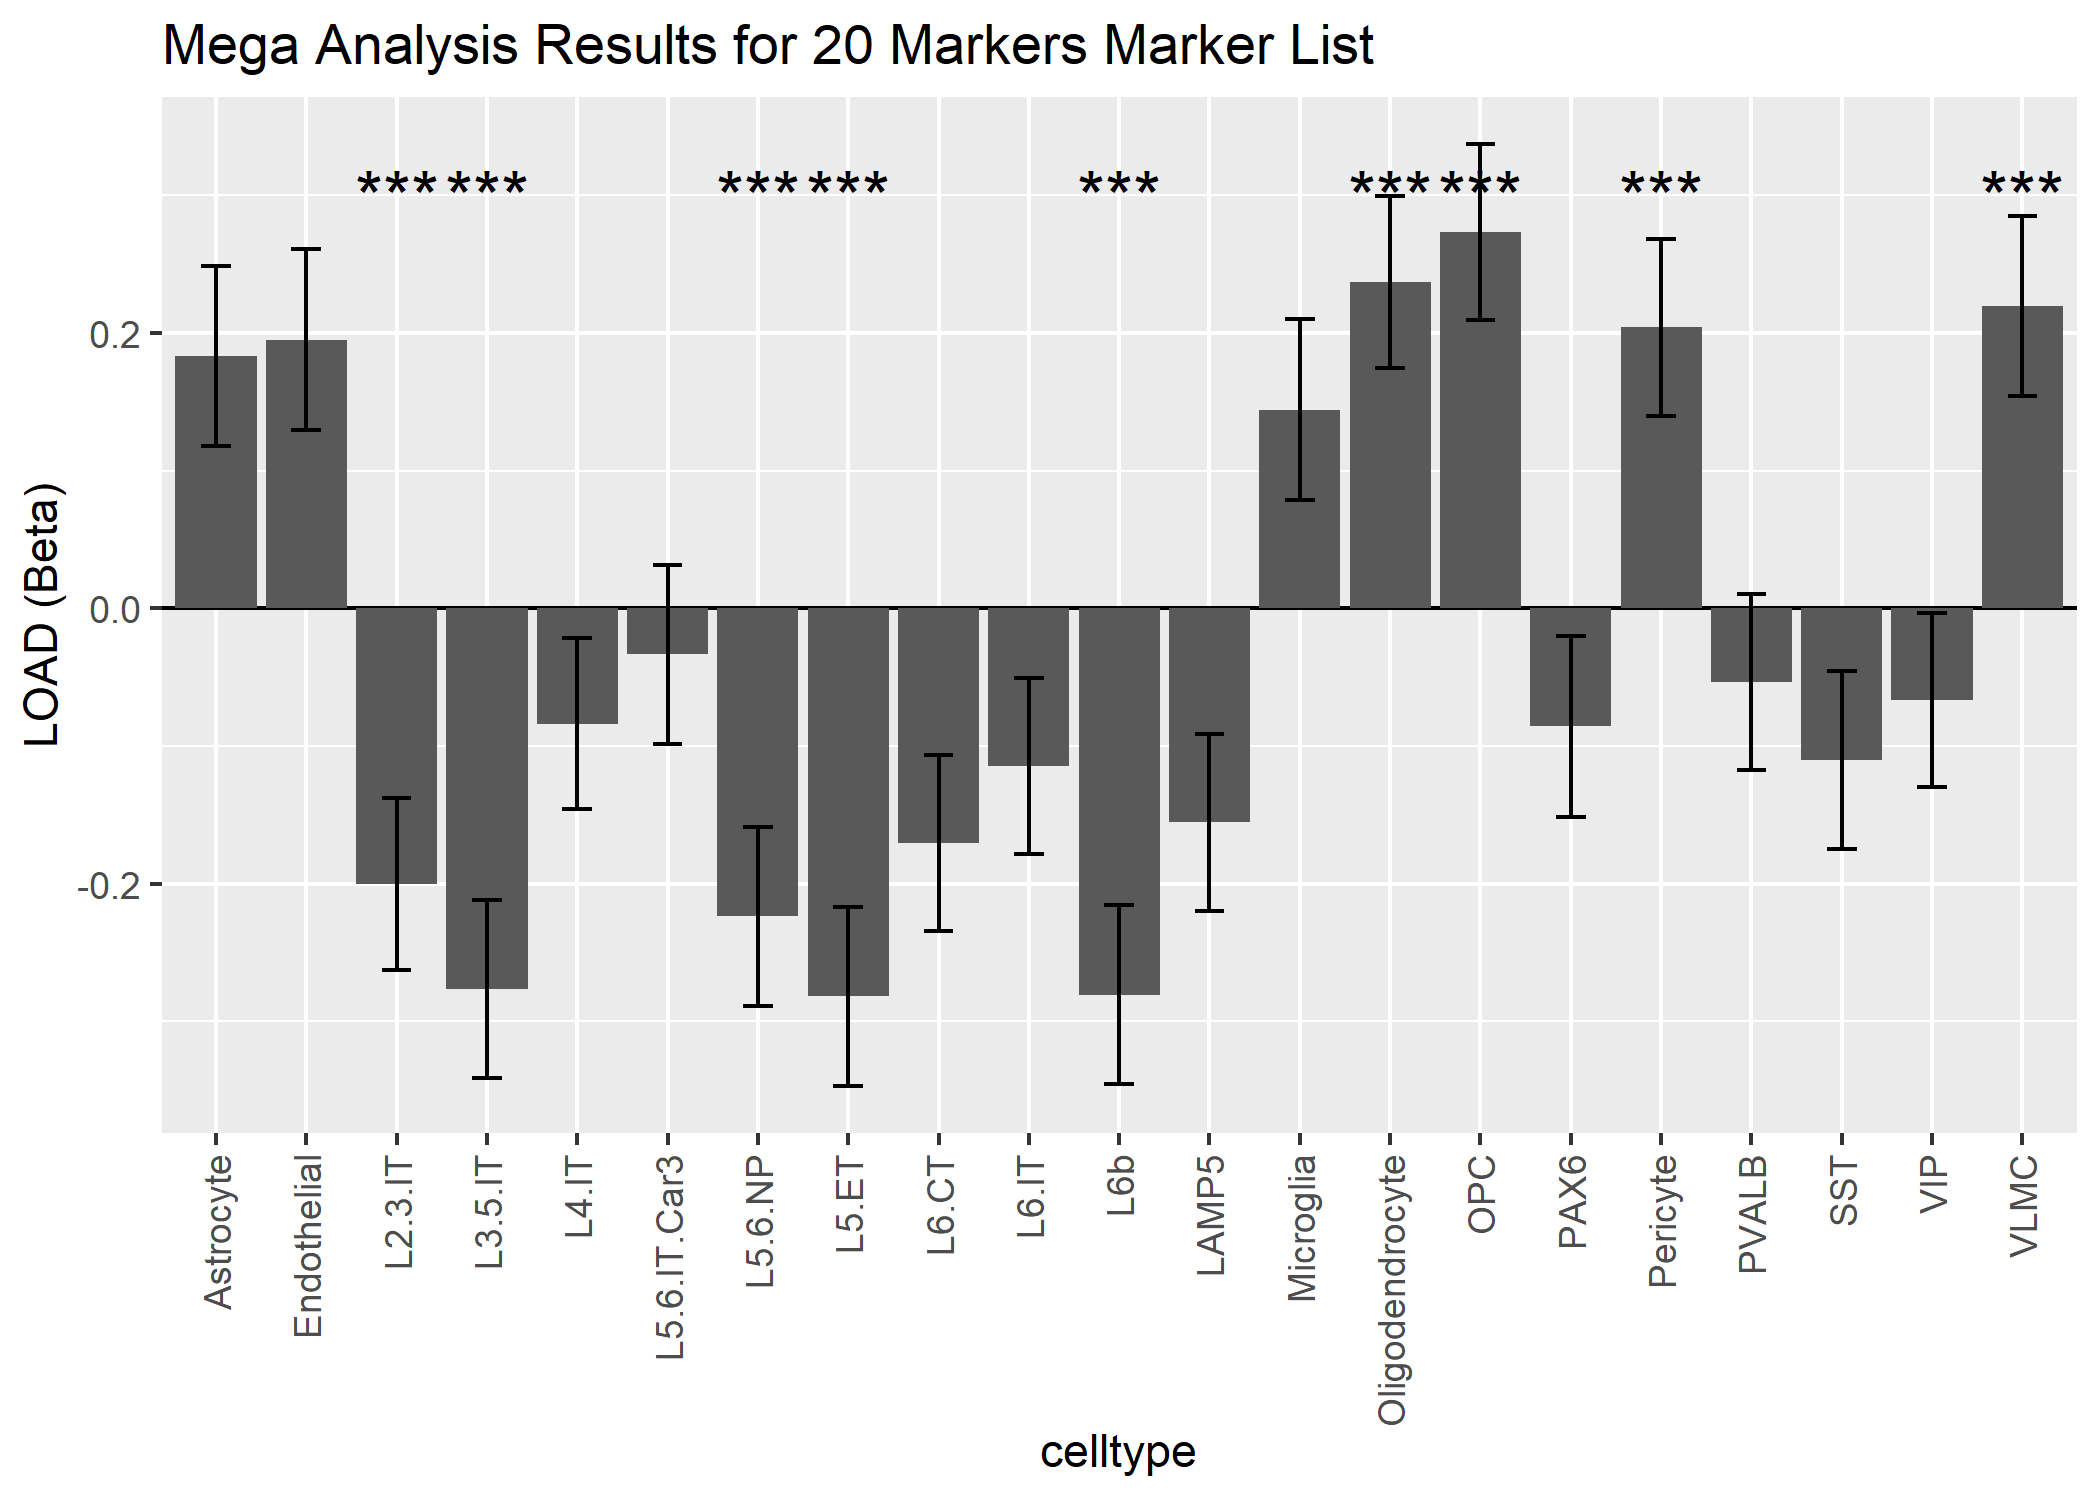 Mega Analysis Results for 20 Markers Marker List
*** *** *** *** *** *** *** *** ***
LOAD (Beta)
0.2
0.0
-0.2
Astrocyte
Endothelial
L2.3.IT
L3.5.IT
L4.IT
L5.6.IT.Car3
L5.6.NP
L5.ET
L6.CT
L6.IT
L6b
LAMP5
Microglia
Oligodendrocyte
OPC
PAX6
Pericyte
PVALB
SST
VIP
VLMC
celltype